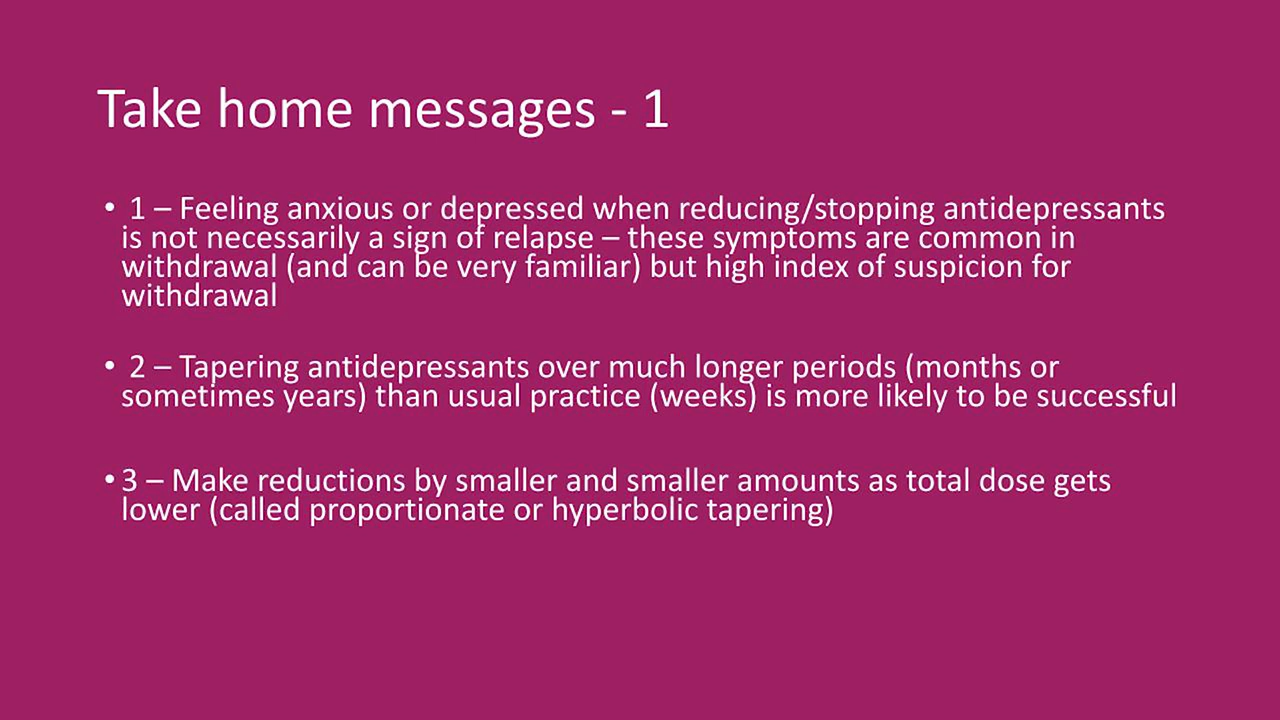 Take home messages - 1
• 1 – Feeling anxious or depressed when reducing/stopping antidepressants
is not necessarily a sign of relapse – these symptoms are common in
withdrawal (and can be very familiar) but high index of suspicion for
withdrawal
• 2 – Tapering antidepressants over much longer periods (months or
sometimes years) than usual practice (weeks) is more likely to be successful
• 3 – Make reductions by smaller and smaller amounts as total dose gets
lower (called proportionate or hyperbolic tapering)